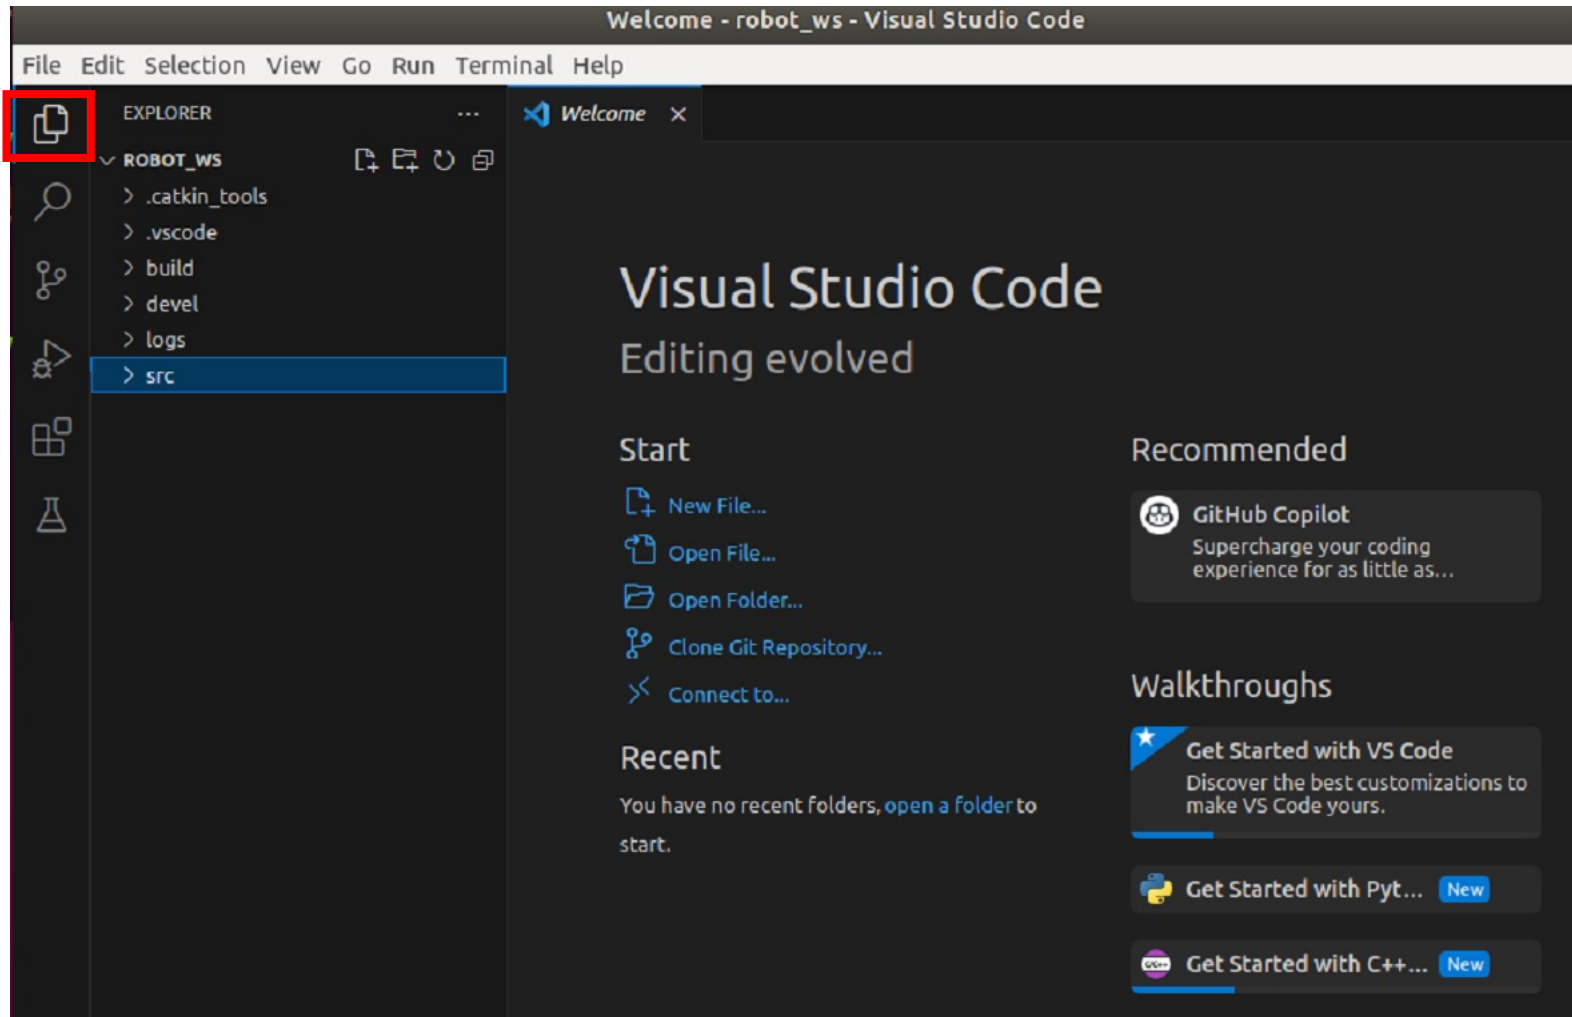 Welcome - robot_ws - Visual Studio Code
File Edit Selection View Go Run Terminal Help
EXPLORER
Welcome
ROBOT_WS
.catkin_tools
.vscode
build
devel
logs
src
Visual Studio Code
Editing evolved
Start
New File...
Open File...
Open Folder...
Clone Git Repository...
Connect to...
Recent
You have no recent folders, open a folder to
start.
Recommended
GitHub Copilot
Supercharge your coding
experience for as little as...
Walkthroughs
Get Started with VS Code
Discover the best customizations to
make VS Code yours.
Get Started with Pyt... New
C/C++ Get Started with C++... New